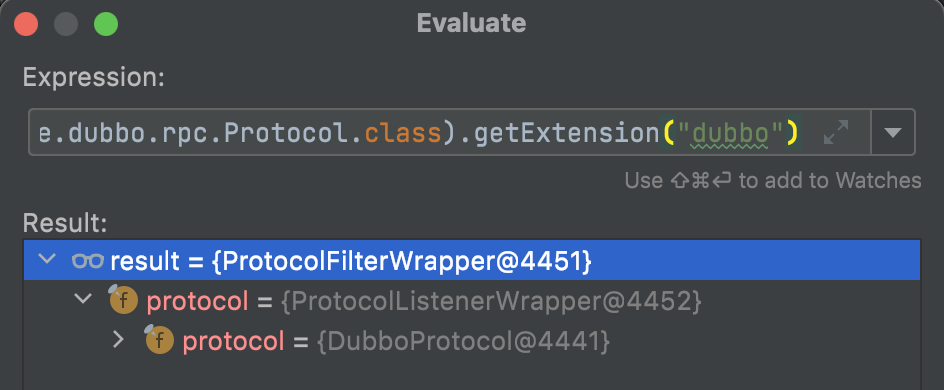 Evaluate
Expression:
e.dubbo.rpc.Protocol.class).getExtension("dubbo")
Use ⇧⌘⏎ to add to Watches
Result:
result = {ProtocolFilterWrapper@4451}
f protocol = {ProtocolListenerWrapper@4452}
f protocol = {DubboProtocol@4441}